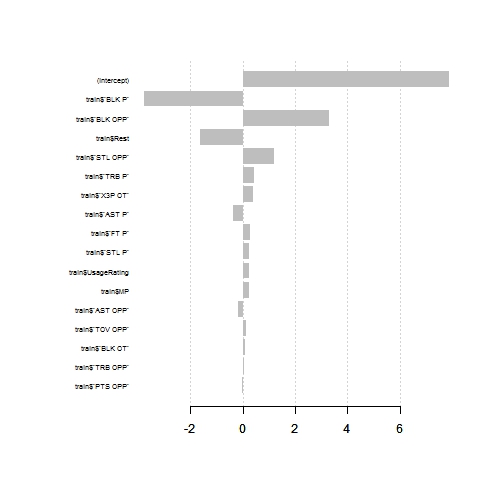 (Intercept)
train$`BLK P`
train$`BLK OPP`
train$Rest
train$`STL OPP`
train$`TRB P`
train$`X3P OT`
train$`AST P`
train$`FT P`
train$`STL P`
train$UsageRating
train$MP
train$`AST OPP`
train$`TOV OPP`
train$`BLK OT`
train$`TRB OPP`
train$`PTS OPP`
-2 0 2 4 6